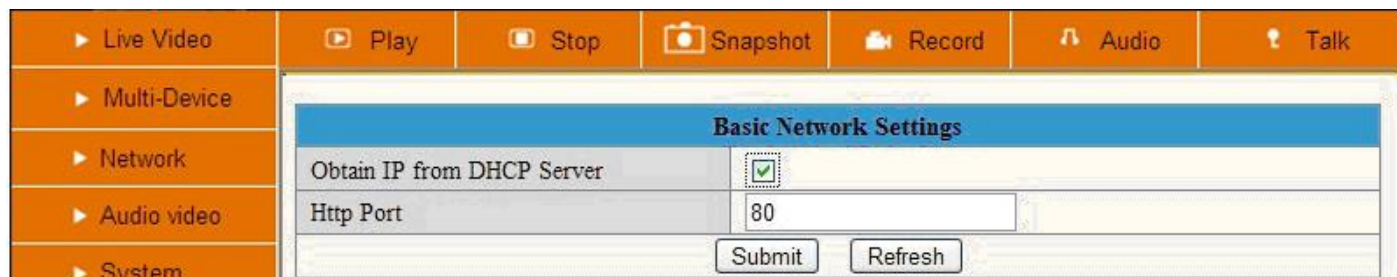 Live Video
Play
Stop
Snapshot
Record
Audio
Talk
Multi-Device
Network
Audio video
System
Basic Network Settings
Obtain IP from DHCP Server
Http Port
80
Submit
Refresh